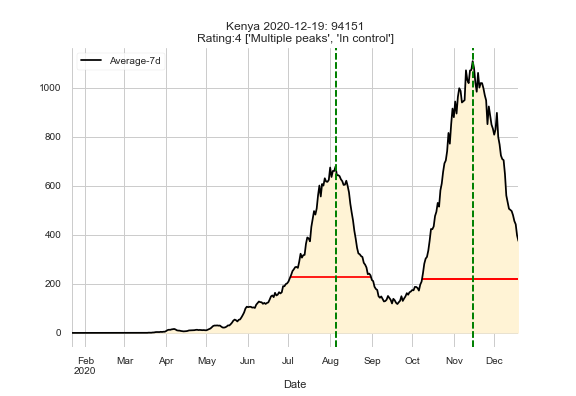 Kenya 2020-12-19: 94151
Rating:4 ['Multiple peaks', 'In control']
Average-7d
1000
800
600
400
200
0
Feb Mar Apr May Jun Jul Aug Sep Oct Nov Dec
2020
Date